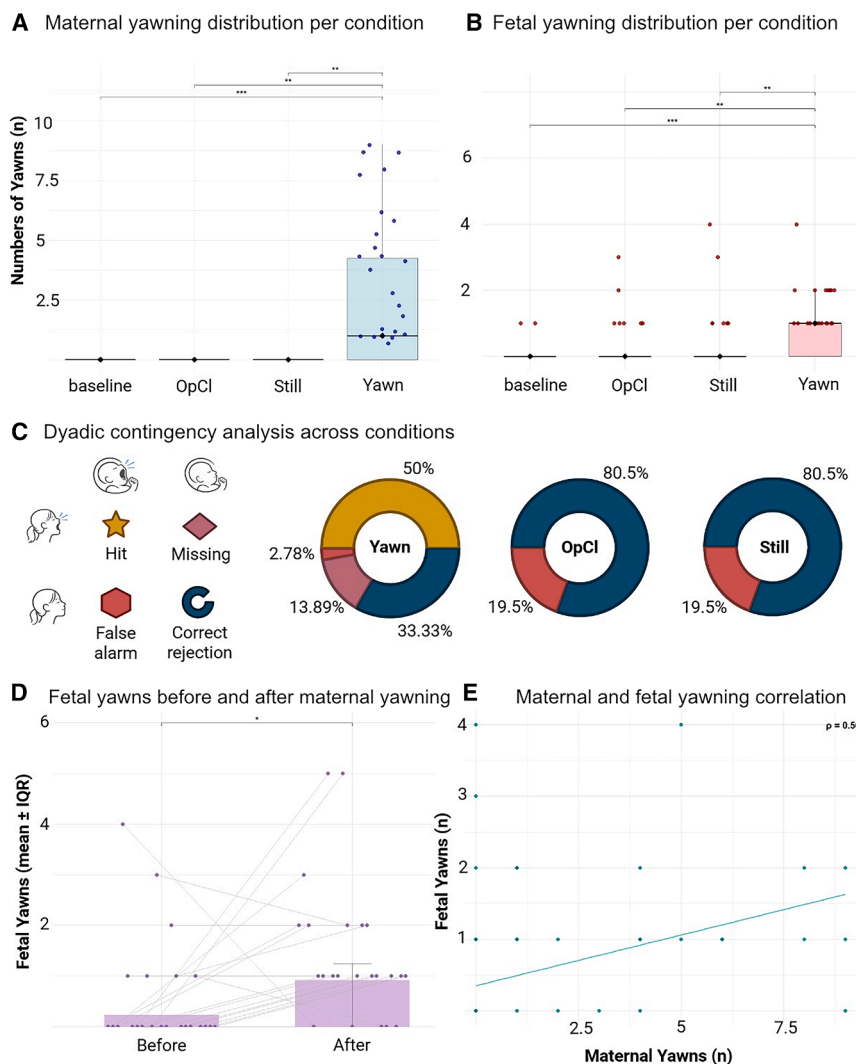 A Maternal yawning distribution per condition
Numbers of Yawns (n)
10
7.5
5
2.5
**
**
***
baseline OpCl Still Yawn
B Fetal yawning distribution per condition
6
4
2
**
**
***
baseline OpCl Still Yawn
C Dyadic contingency analysis across conditions
Hit Missing
False alarm
Correct rejection
50%
Yawn
2.78%
13.89%
33.33%
80.5%
OpCl
19.5%
80.5%
Still
19.5%
D Fetal yawns before and after maternal yawning
Fetal Yawns (mean ± IQR)
6
4
2
*
Before After
E Maternal and fetal yawning correlation
Fetal Yawns (n)
4
3
2
1
2.5 5 7.5
Maternal Yawns (n)